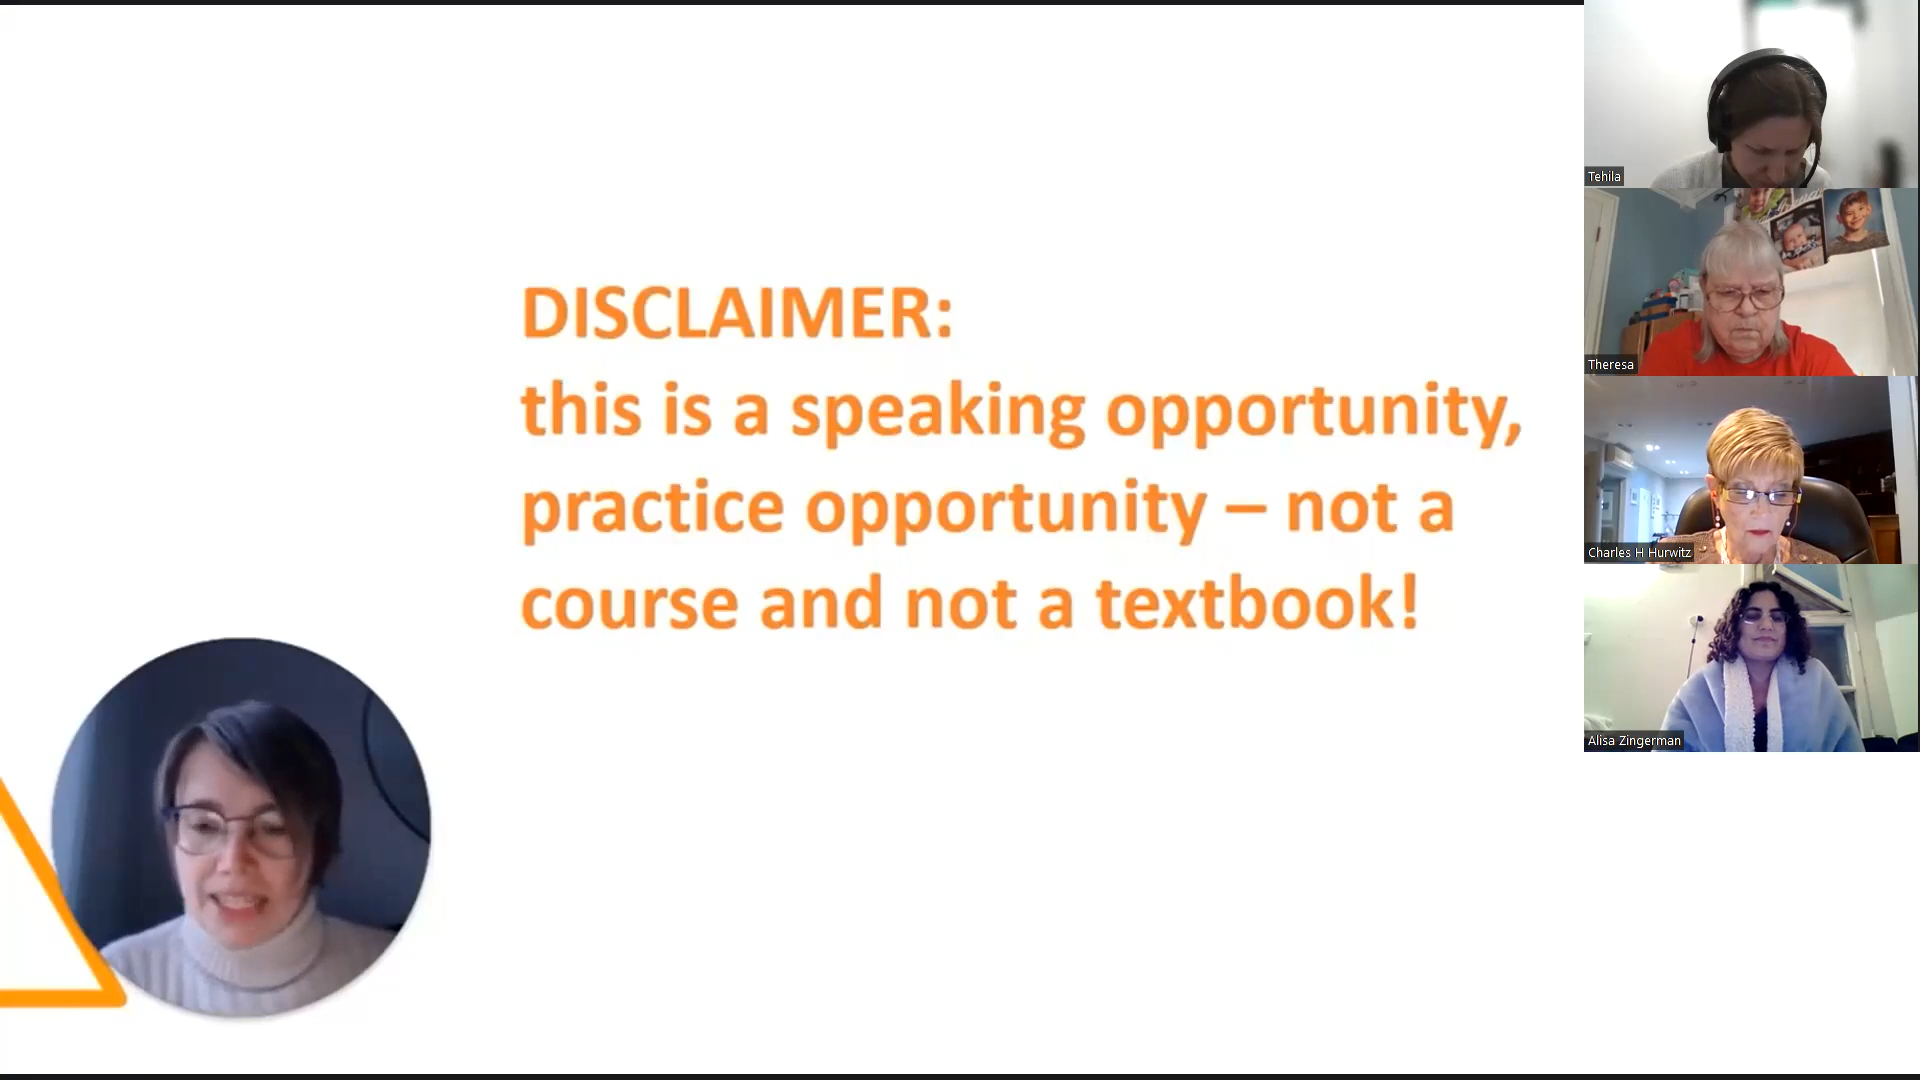 DISCLAIMER:
this is a speaking opportunity,
practice opportunity – not a
course and not a textbook!
Tehila
Theresa
Charles H Hurwitz
Alisa Zingerman